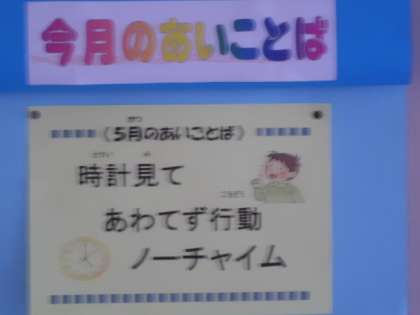 今月のあいことば
《5月のあいことば》
時計見て
あわてず行動
ノーチャイム